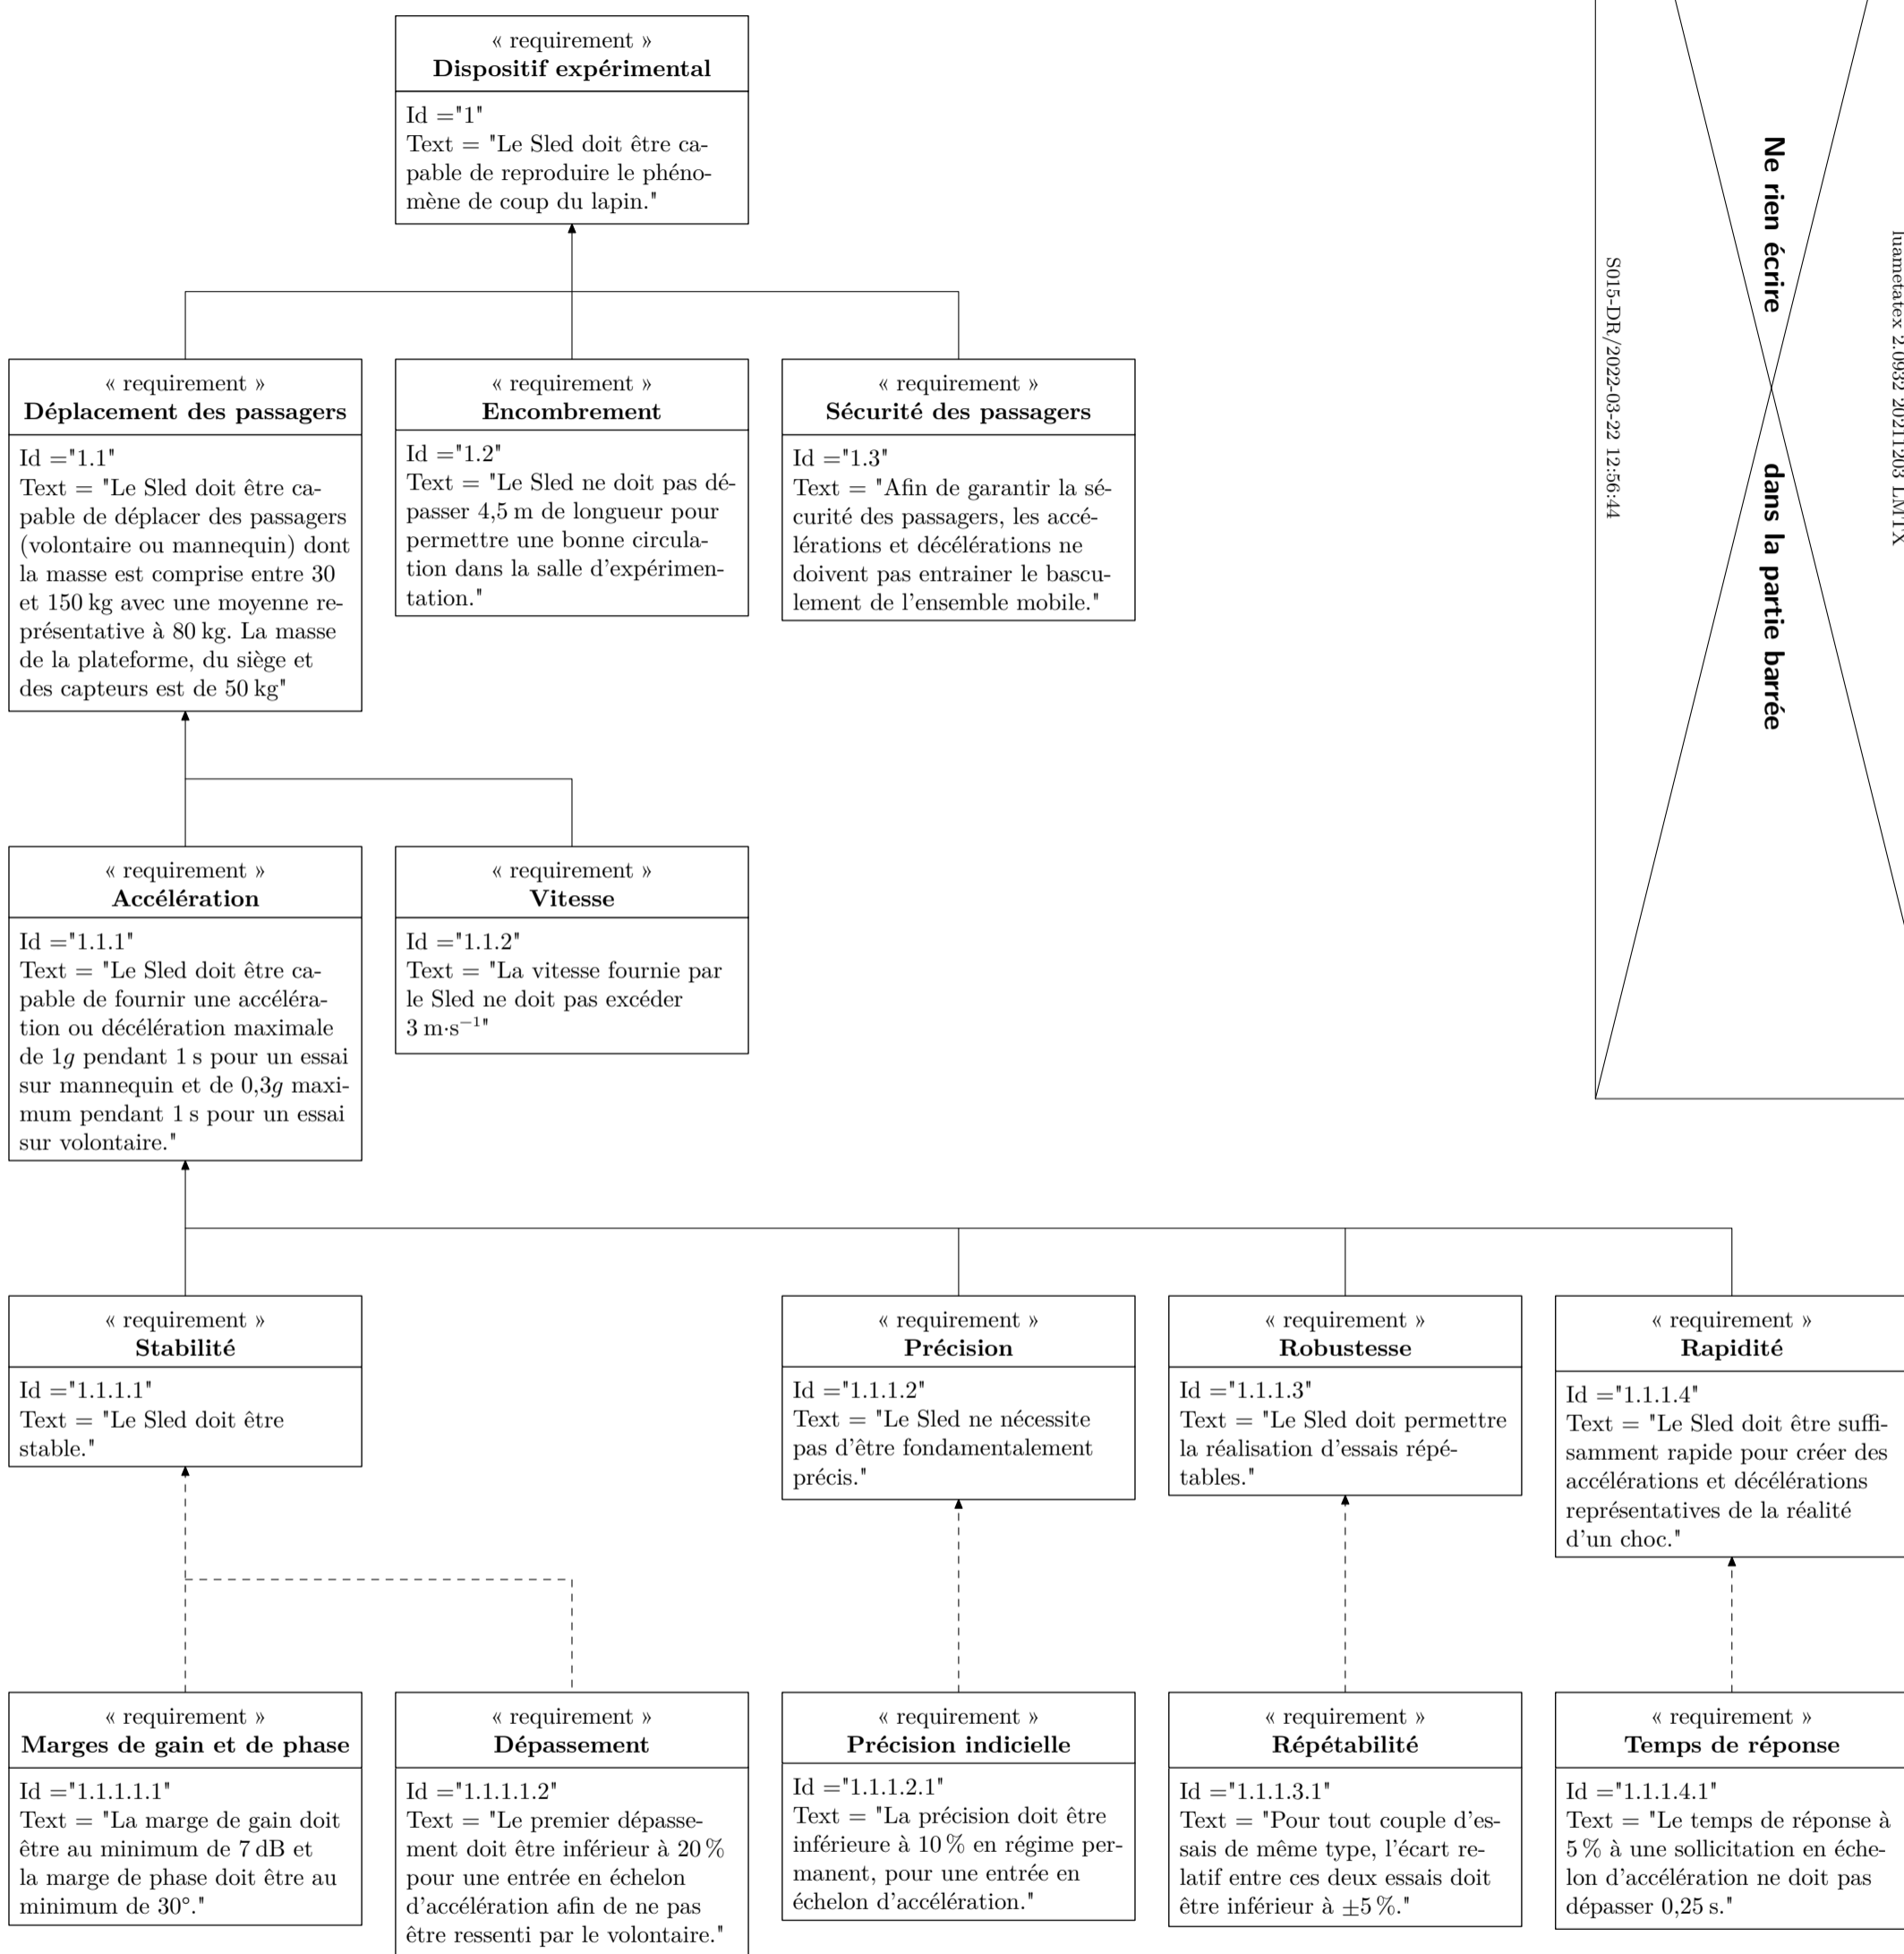 « requirement »
Dispositif expérimental
Id ="1"
Text = "Le Sled doit être ca-
pable de reproduire le phéno-
mène de coup du lapin."
« requirement »
Déplacement des passagers
Id ="1.1"
Text = "Le Sled doit être ca-
pable de déplacer des passagers
(volontaire ou mannequin) dont
la masse est comprise entre 30
et 150 kg avec une moyenne re-
présentative à 80 kg. La masse
de la plateforme, du siège et
des capteurs est de 50 kg"
« requirement »
Encombrement
Id ="1.2"
Text = "Le Sled ne doit pas dé-
passer 4,5 m de longueur pour
permettre une bonne circula-
tion dans la salle d'expérimen-
tation."
« requirement »
Sécurité des passagers
Id ="1.3"
Text = "Afin de garantir la sé-
curité des passagers, les accé-
lérations et décélérations ne
doivent pas entrainer le bascu-
lement de l'ensemble mobile."
« requirement »
Accélération
Id ="1.1.1"
Text = "Le Sled doit être ca-
pable de fournir une accéléra-
tion ou décélération maximale
de 1g pendant 1 s pour un essai
sur mannequin et de 0,3g maxi-
mum pendant 1 s pour un essai
sur volontaire."
« requirement »
Vitesse
Id ="1.1.2"
Text = "La vitesse fournie par
le Sled ne doit pas excéder
3 m·s⁻¹"
« requirement »
Stabilité
Id ="1.1.1.1"
Text = "Le Sled doit être
stable."
« requirement »
Précision
Id ="1.1.1.2"
Text = "Le Sled ne nécessite
pas d'être fondamentalement
précis."
« requirement »
Robustesse
Id ="1.1.1.3"
Text = "Le Sled doit permettre
la réalisation d'essais répé-
tables."
« requirement »
Rapidité
Id ="1.1.1.4"
Text = "Le Sled doit être suffi-
samment rapide pour créer des
accélérations et décélérations
représentatives de la réalité
d'un choc."
« requirement »
Marges de gain et de phase
Id ="1.1.1.1.1"
Text = "La marge de gain doit
être au minimum de 7 dB et
la marge de phase doit être au
minimum de 30°."
« requirement »
Dépassement
Id ="1.1.1.1.2"
Text = "Le premier dépasse-
ment doit être inférieur à 20 %
pour une entrée en échelon
d'accélération afin de ne pas
être ressenti par le volontaire."
« requirement »
Précision indicielle
Id ="1.1.1.2.1"
Text = "La précision doit être
inférieure à 10 % en régime per-
manent, pour une entrée en
échelon d'accélération."
« requirement »
Répétabilité
Id ="1.1.1.3.1"
Text = "Pour tout couple d'es-
sais de même type, l'écart re-
latif entre ces deux essais doit
être inférieur à ±5 %."
« requirement »
Temps de réponse
Id ="1.1.1.4.1"
Text = "Le temps de réponse à
5 % à une sollicitation en éche-
lon d'accélération ne doit pas
dépasser 0,25 s."
luametatex 2.0932 20211203 LMTX
Ne rien écrire dans la partie barrée
S015-DR/2022-03-22 12:56:44